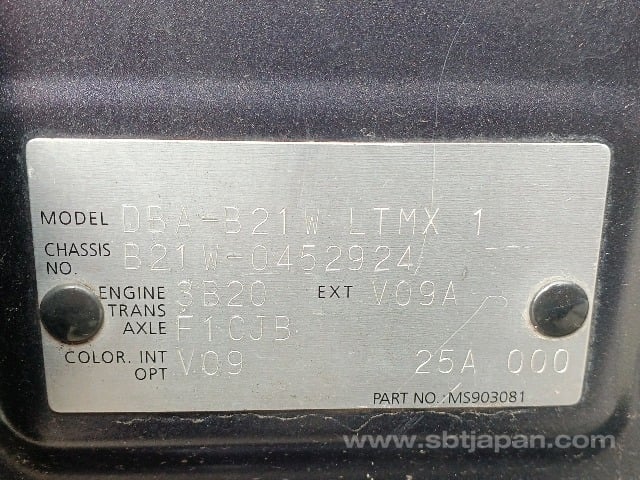 MODEL DBA-B21W LTMX 1
CHASSIS NO. B21W-0452924
ENGINE 3B20 EXT V09A
TRANS AXLE F1CJB
COLOR. INT V09 25A 000
OPT
PART NO. MS903081
www.sbtjapan.com